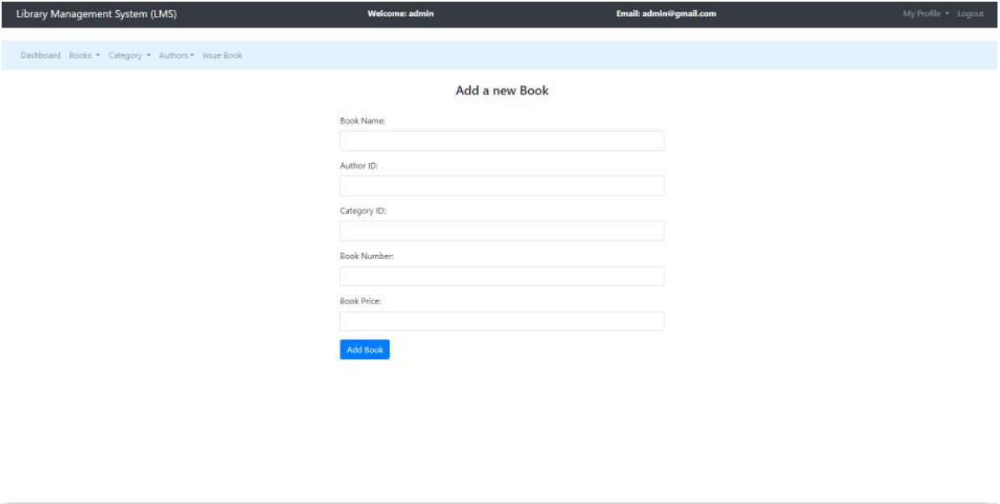 Library Management System (LMS) Welcome: admin Email: admin@gmail.com My Profile Logout
Dashboard Books Category Authors Issue Book
Add a new Book
Book Name:
Author ID:
Category ID:
Book Number:
Book Price:
Add Book